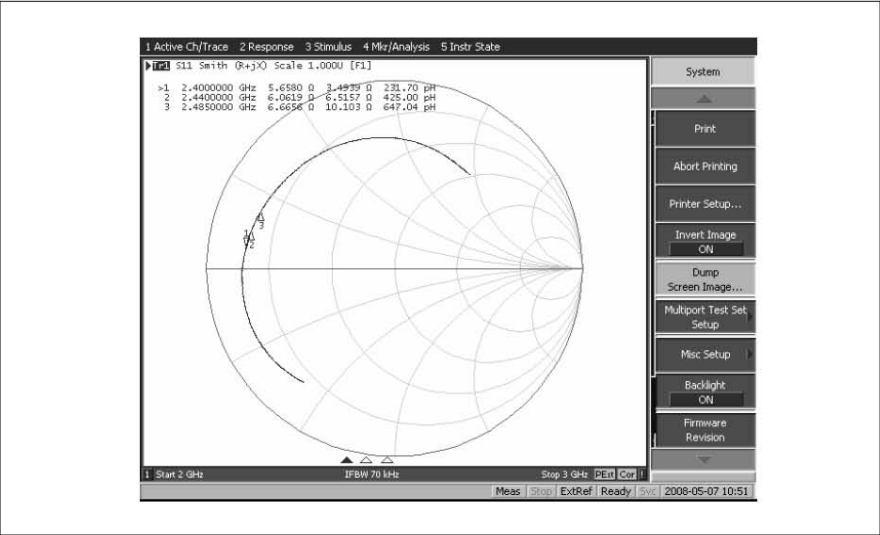 1 Active Ch/Trace 2 Response 3 Stimulus 4 Mkr/Analysis 5 Instr State
Tr1 S11 Smith (R+jX) Scale 1.000U [F1]
>1 2.4000000 GHz 5.6580 Ω 3.4939 Ω 231.70 pH
2 2.4400000 GHz 6.0619 Ω 6.5157 Ω 425.00 pH
3 2.4850000 GHz 6.6656 Ω 10.103 Ω 647.04 pH
1
2
3
System
Print
Abort Printing
Printer Setup...
Invert Image
ON
Dump
Screen Image...
Multiport Test Set
Setup
Misc Setup
Backlight
ON
Firmware
Revision
1 Start 2 GHz IFBW 70 kHz Stop 3 GHz PExt Cor !
Meas Stop ExtRef Ready Svc 2008-05-07 10:51